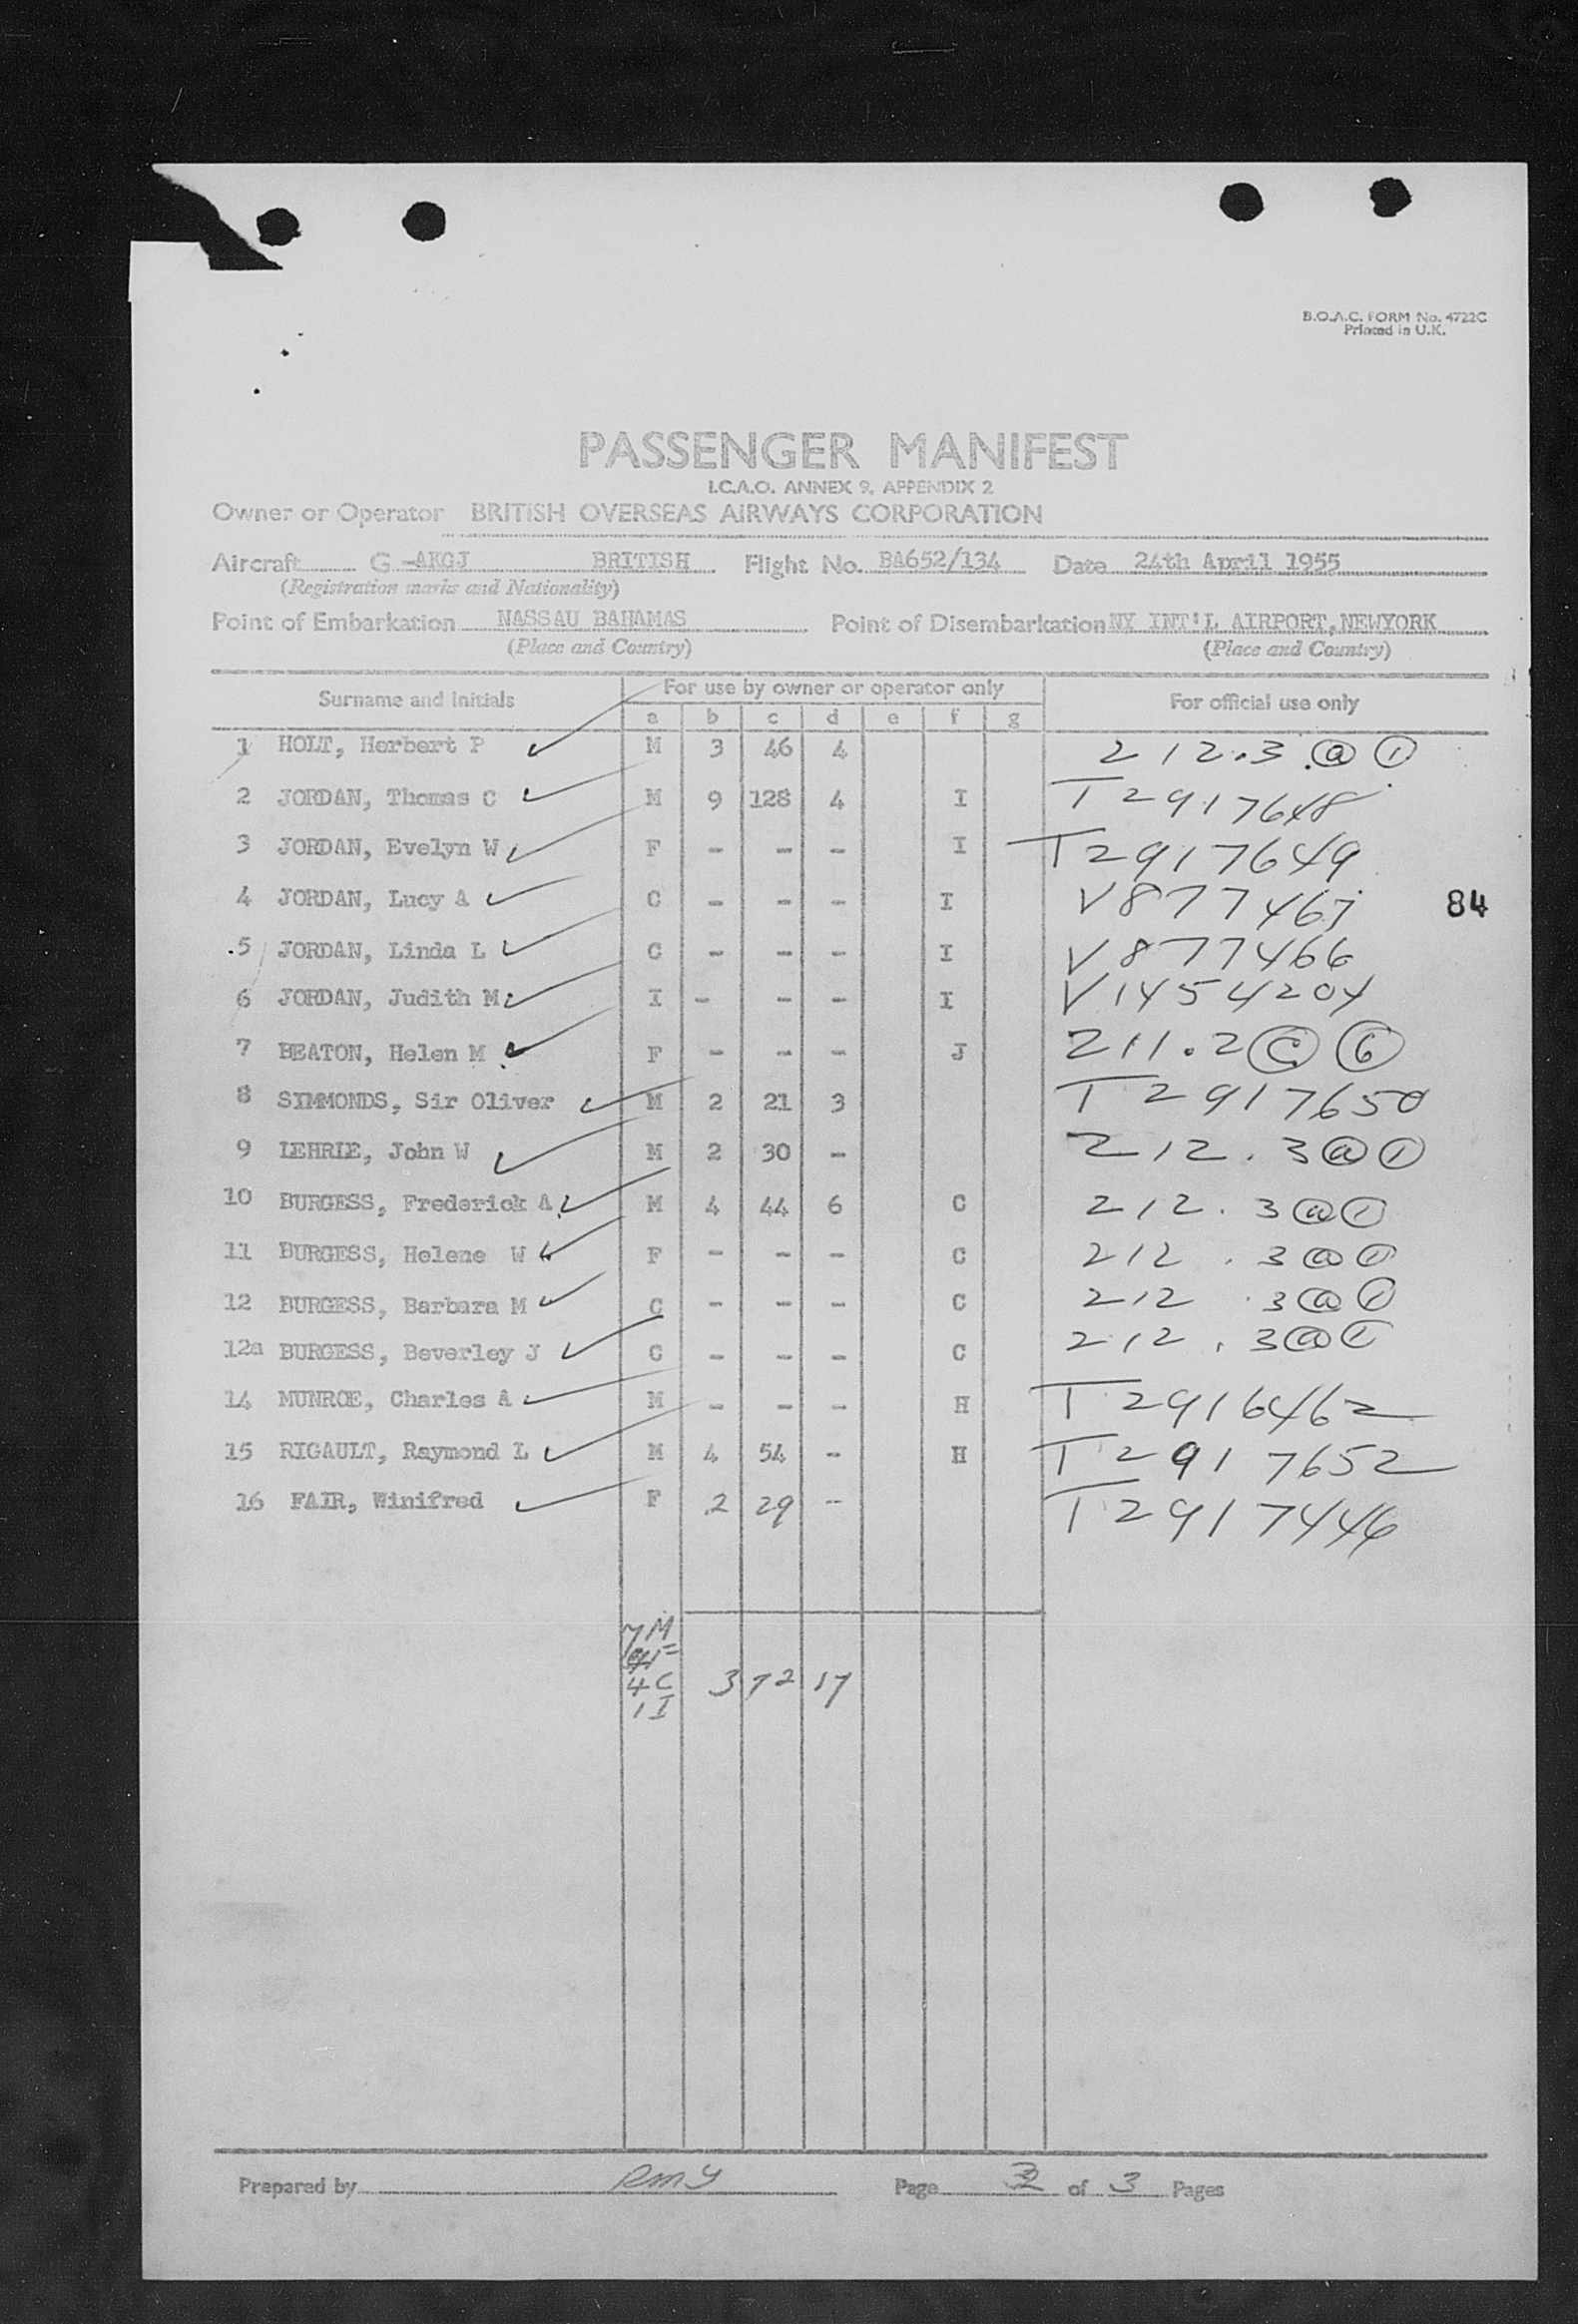 B.O.A.C. FORM No. 4722C
Printed in U.K.
PASSENGER MANIFEST
I.C.A.O. ANNEX 9, APPENDIX 2
Owner or Operator BRITISH OVERSEAS AIRWAYS CORPORATION
Aircraft G -AKGJ BRITISH Flight No. BA652/134 Date 24th April 1955
(Registration marks and Nationality)
Point of Embarkation NASSAU BAHAMAS Point of Disembarkation NY INT'L AIRPORT, NEWYORK
(Place and Country) (Place and Country)
Surname and Initials For use by owner or operator only For official use only
a b c d e f g
1 HOLT, Herbert P M 3 46 4 212.3 a 1
2 JORDAN, Thomas C M 9 128 4 I T2917648
3 JORDAN, Evelyn W F - - - I T2917649
4 JORDAN, Lucy A C - - - I V877467 84
5 JORDAN, Linda L C - - - I V877466
6 JORDAN, Judith M I - - - I V1454204
7 BEATON, Helen M F - - - J 211.2 C 6
8 SIMMONDS, Sir Oliver M 2 21 3 T2917650
9 LEHRIE, John W M 2 30 - 212.3 a 1
10 BURGESS, Frederick A M 4 44 6 C 212.3 a 1
11 BURGESS, Helene W F - - - C 212.3 a 1
12 BURGESS, Barbara M C - - - C 212.3 a 1
12a BURGESS, Beverley J C - - - C 212.3 a 1
14 MUNROE, Charles A M - - - H T2916462
15 RIGAULT, Raymond L M 4 54 - H T2917652
16 FAIR, Winifred F 2 29 - T2917446
7M
4C 372 17
1I
Prepared by RMY Page of 3 Pages